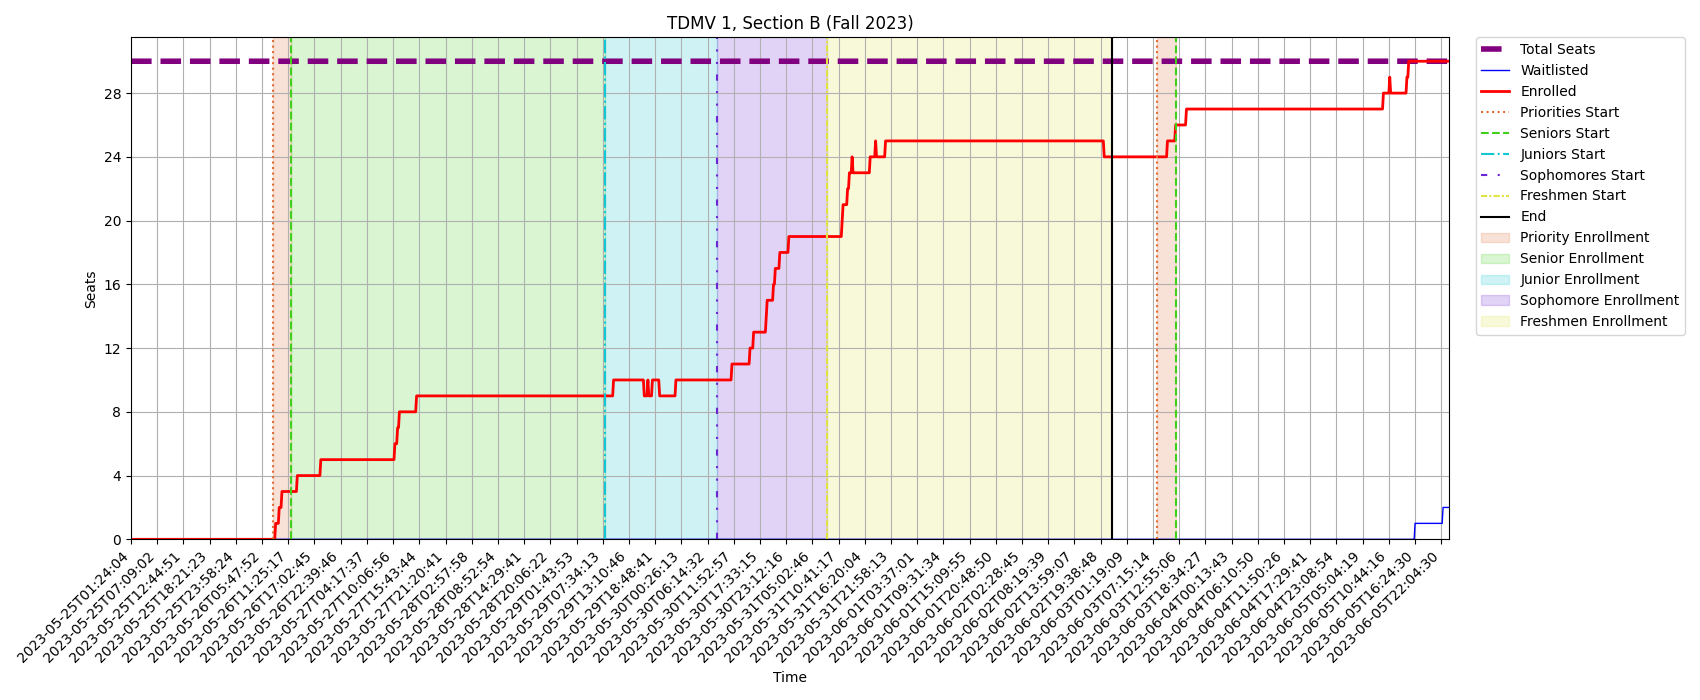 TDMV 1, Section B (Fall 2023)
Total Seats
Waitlisted
Enrolled
Priorities Start
Seniors Start
Juniors Start
Sophomores Start
Freshmen Start
End
Priority Enrollment
Senior Enrollment
Junior Enrollment
Sophomore Enrollment
Freshmen Enrollment
Seats
28
24
20
16
12
8
4
0
2023-05-25T01:24:04
2023-05-25T07:09:02
2023-05-25T12:44:51
2023-05-25T18:21:23
2023-05-25T23:58:24
2023-05-26T05:47:52
2023-05-26T11:25:17
2023-05-26T17:02:45
2023-05-26T22:39:46
2023-05-27T04:17:37
2023-05-27T10:06:56
2023-05-27T15:43:44
2023-05-27T21:20:41
2023-05-28T02:57:58
2023-05-28T08:52:54
2023-05-28T14:29:41
2023-05-28T20:06:22
2023-05-29T01:43:53
2023-05-29T07:34:13
2023-05-29T13:10:46
2023-05-29T18:48:41
2023-05-30T00:26:13
2023-05-30T06:14:32
2023-05-30T11:52:57
2023-05-30T17:33:15
2023-05-30T23:12:16
2023-05-31T05:02:46
2023-05-31T10:41:17
2023-05-31T16:20:04
2023-05-31T21:58:13
2023-06-01T03:37:01
2023-06-01T09:31:34
2023-06-01T15:09:55
2023-06-01T20:48:50
2023-06-02T02:28:45
2023-06-02T08:19:39
2023-06-02T13:59:07
2023-06-02T19:38:48
2023-06-03T01:19:09
2023-06-03T07:15:14
2023-06-03T12:55:06
2023-06-03T18:34:27
2023-06-04T00:13:43
2023-06-04T06:10:50
2023-06-04T11:50:26
2023-06-04T17:29:41
2023-06-04T23:08:54
2023-06-05T05:04:19
2023-06-05T10:44:16
2023-06-05T16:24:30
2023-06-05T22:04:30
Time